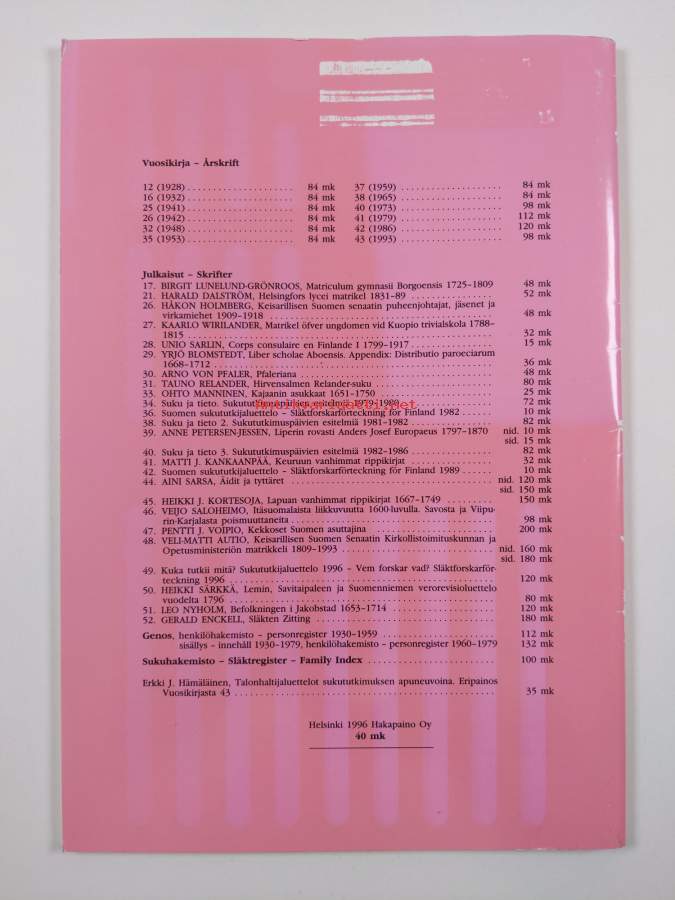 Vuosikirja – Årskrift
12 (1928) 84 mk 37 (1959) 84 mk
16 (1932) 84 mk 38 (1965) 84 mk
25 (1941) 84 mk 40 (1973) 98 mk
26 (1942) 84 mk 41 (1979) 112 mk
32 (1948) 84 mk 42 (1986) 120 mk
35 (1953) 84 mk 43 (1993) 98 mk
Julkaisut – Skrifter
17. BIRGIT LUNELUND-GRÖNROOS, Matriculum gymnasii Borgoensis 1725–1809 48 mk
21. HARALD DALSTRÖM, Helsingfors lycei matrikel 1831–89 52 mk
26. HÅKON HOLMBERG, Keisarillisen Suomen senaatin puheenjohtajat, jäsenet ja
virkamiehet 1909–1918 48 mk
27. KAARLO WIRILANDER, Matrikel öfver ungdomen vid Kuopio trivialskola 1788–
1815 32 mk
28. UNIO SARLIN, Corps consulaire en Finlande I 1799–1917 15 mk
29. YRJÖ BLOMSTEDT, Liber scholae Aboensis. Appendix: Distributio paroeciarum
1668–1712 36 mk
30. ARNO VON PFALER, Pfaleriana 48 mk
31. TAUNO RELANDER, Hirvensalmen Relander-suku 80 mk
33. OHTO MANNINEN, Kajaanin asukkaat 1651–1750 25 mk
34. Suku ja tieto. Sukututkimuspäivien esitelmiä 1979–1980 72 mk
36. Suomen sukututkijaluettelo – Släktforskarförteckning för Finland 1982 10 mk
38. Suku ja tieto 2. Sukututkimuspäivien esitelmiä 1981–1982 82 mk
39. ANNE PETERSEN-JESSEN, Liperin rovasti Anders Josef Europaeus 1797–1870 nid. 10 mk
sid. 15 mk
40. Suku ja tieto 3. Sukututkimuspäivien esitelmiä 1982–1986 82 mk
41. MATTI J. KANKAANPÄÄ, Keuruun vanhimmat rippikirjat 32 mk
42. Suomen sukututkijaluettelo – Släktforskarförteckning för Finland 1989 10 mk
44. AINI SARSA, Äidit ja tyttäret nid. 120 mk
sid. 150 mk
45. HEIKKI J. KORTESOJA, Lapuan vanhimmat rippikirjat 1667–1749 150 mk
46. VEIJO SALOHEIMO, Itäsuomalaista liikkuvuutta 1600-luvulla. Savosta ja Viipu-
rin-Karjalasta poismuuttaneita 98 mk
47. PENTTI J. VOIPIO, Kekkoset Suomen asuttajina 200 mk
48. VELI-MATTI AUTIO, Keisarillisen Suomen Senaatin Kirkollistoimituskunnan ja
Opetusministeriön matrikkeli 1809–1993 nid. 160 mk
sid. 180 mk
49. Kuka tutkii mitä? Sukututkijaluettelo 1996 – Vem forskar vad? Släktforskarför-
teckning 1996 120 mk
50. HEIKKI SÄRKKÄ, Lemin, Savitaipaleen ja Suomenniemen verorevisioluettelo
vuodelta 1796 80 mk
51. LEO NYHOLM, Befolkningen i Jakobstad 1653–1714 120 mk
52. GERALD ENCKELL, Släkten Zitting 180 mk
Genos, henkilöhakemisto – personregister 1930–1959 112 mk
sisällys – innehåll 1930–1979, henkilöhakemisto – personregister 1960–1979 132 mk
Sukuhakemisto – Släktregister – Family Index 100 mk
Erkki J. Hämäläinen, Talonhaltijaluettelot sukututkimuksen apuneuvoina. Eripainos
Vuosikirjasta 43 35 mk
Helsinki 1996 Hakapaino Oy
40 mk